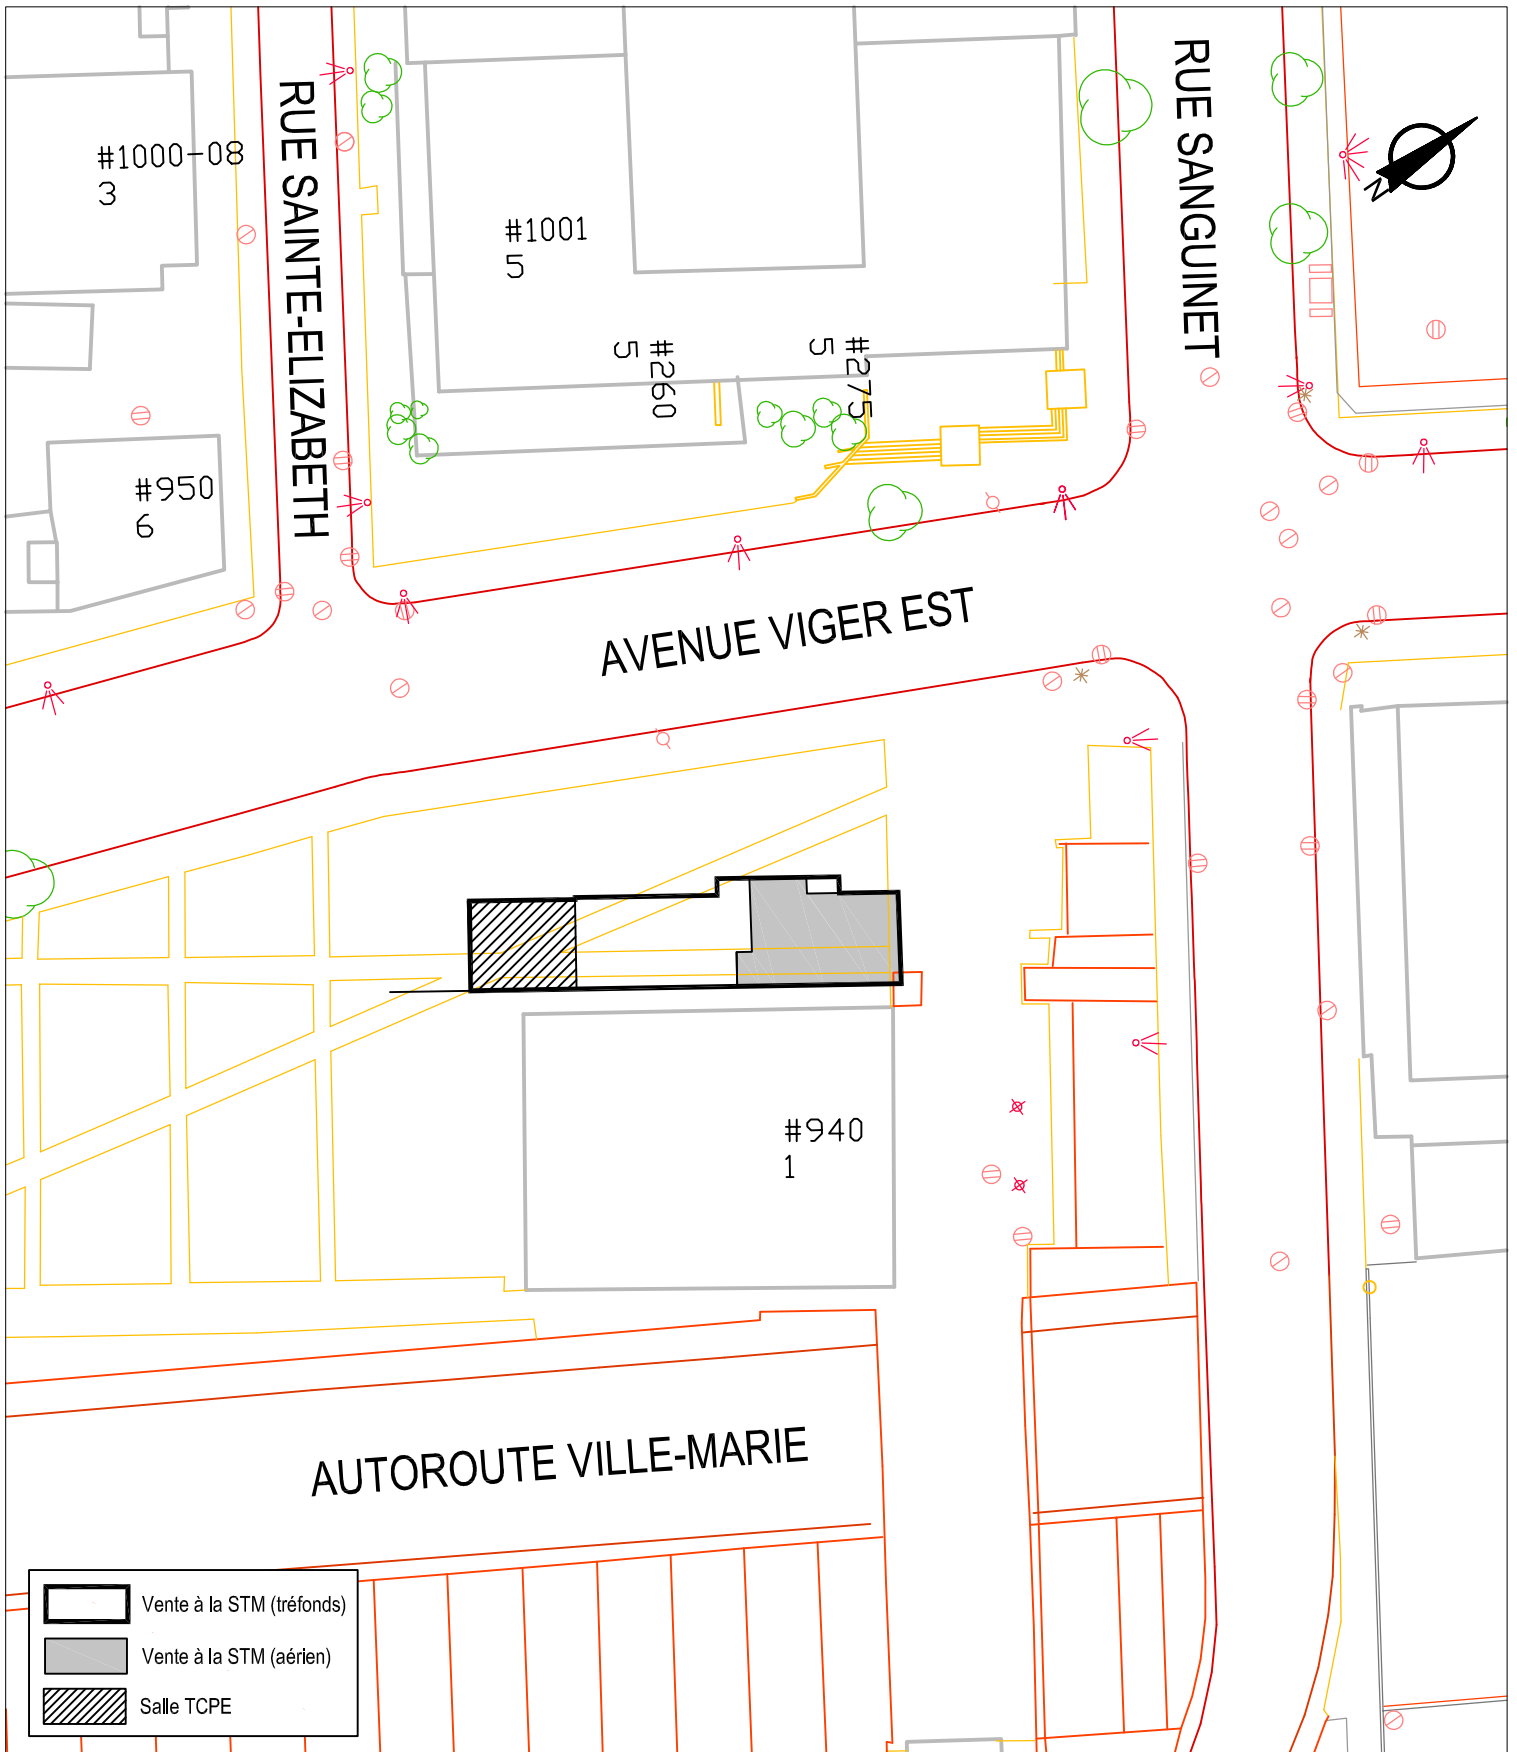 RUE SAINTE-ELIZABETH
RUE SANGUINET
#1000-08
3
N
#1001
5
#260
5
#275
5
#950
6
AVENUE VIGER EST
#940
1
AUTOROUTE VILLE-MARIE
Vente à la STM (tréfonds)
Vente à la STM (aérien)
Salle TCPE